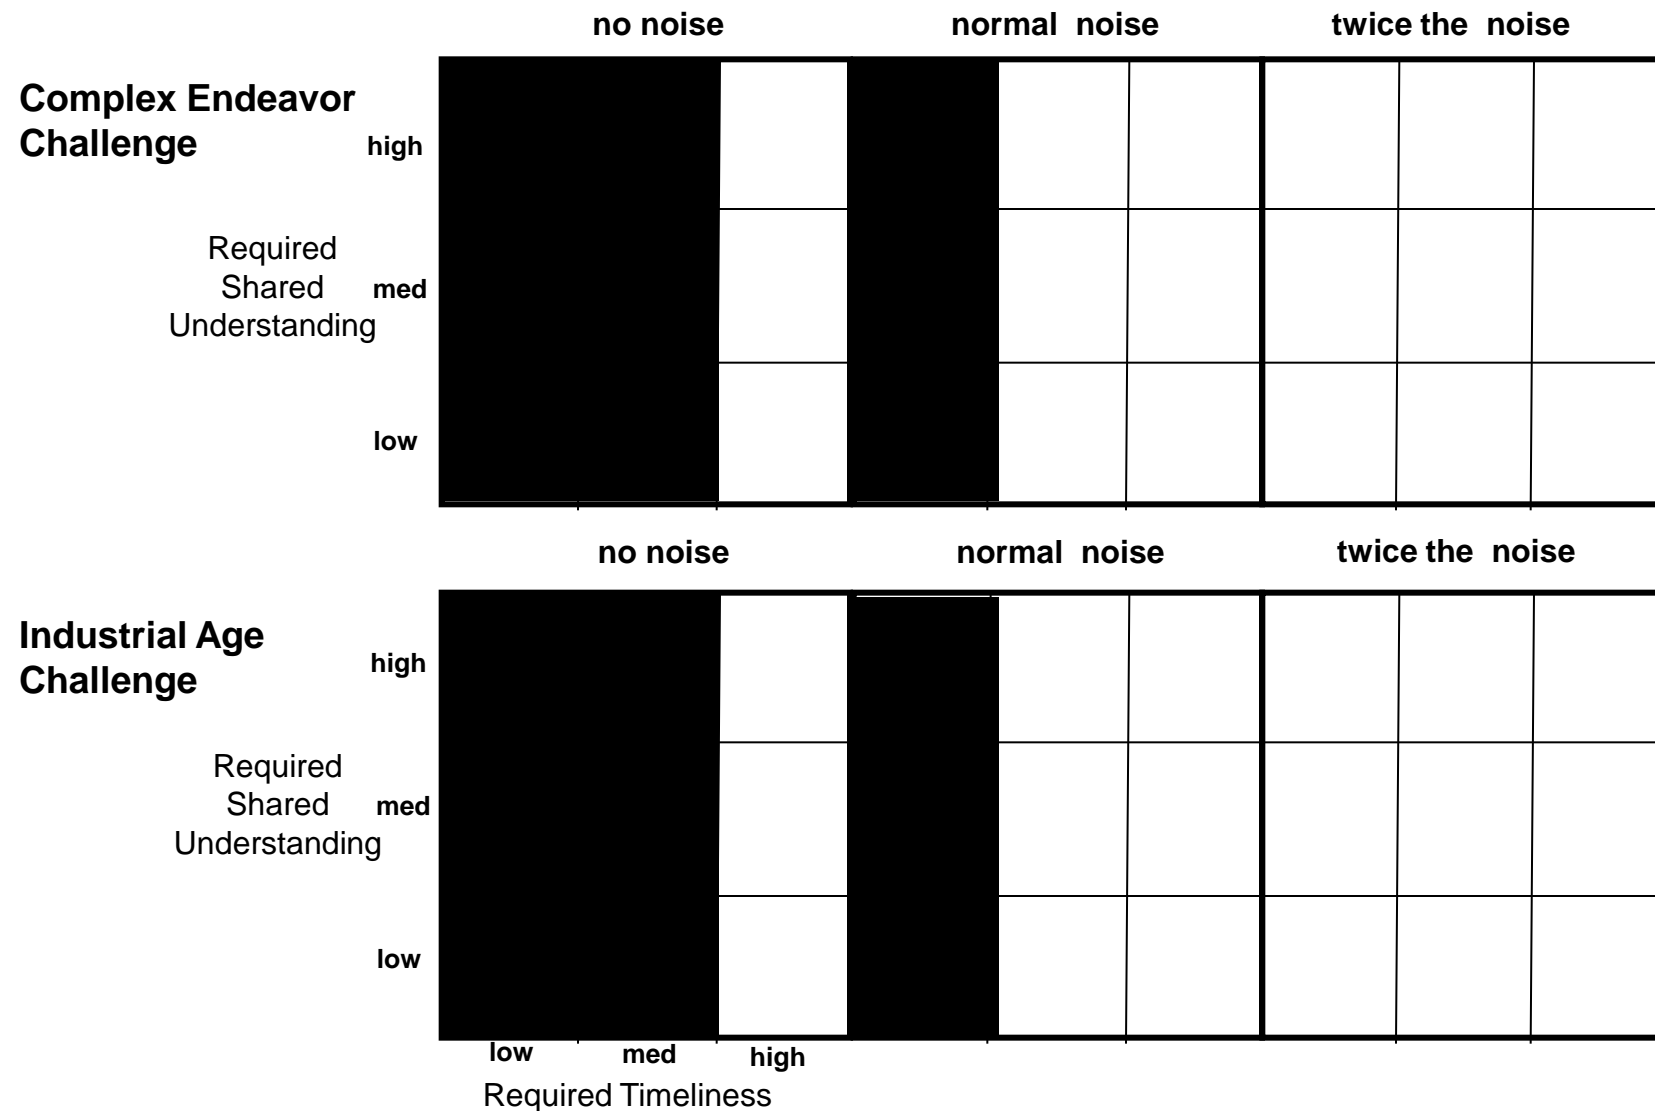 no noise normal noise twice the noise
Complex Endeavor
Challenge
high
Required
Shared
Understanding
med
low
no noise normal noise twice the noise
Industrial Age
Challenge
high
Required
Shared
Understanding
med
low
low med high
Required Timeliness